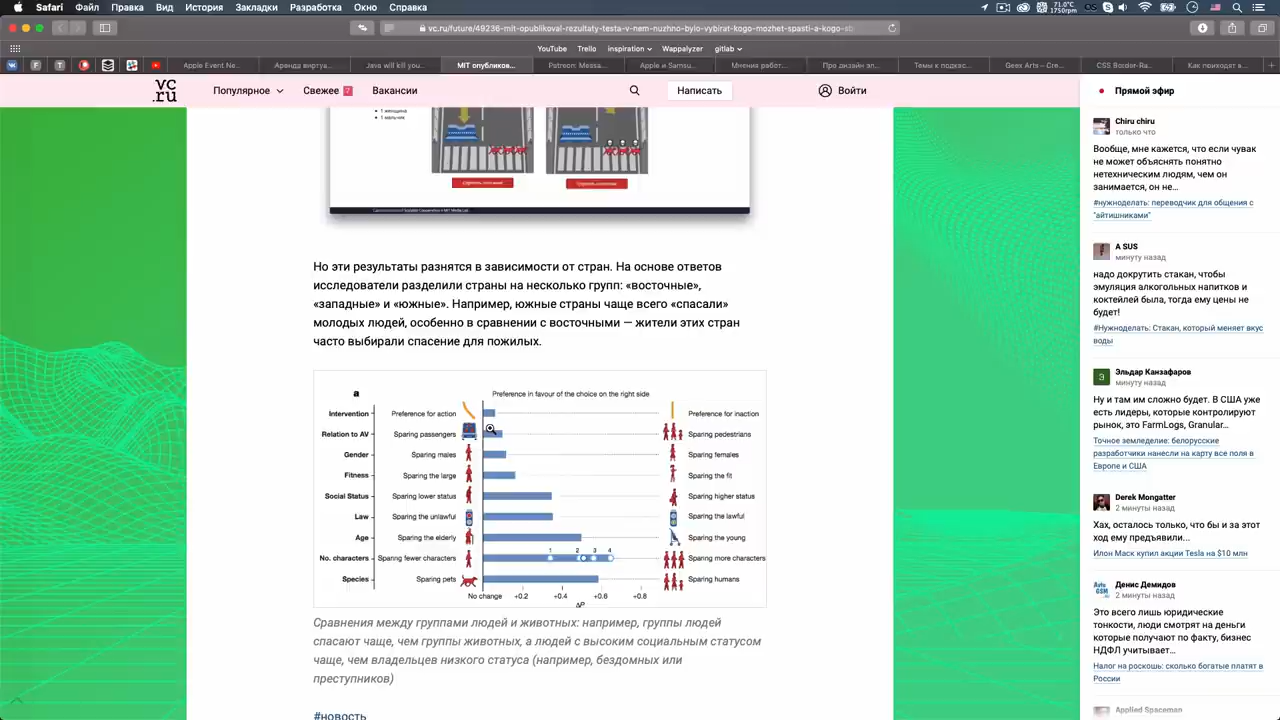 Safari Файл Правка Вид История Закладки Разработка Окно Справка
vc.ru/future/49236-mit-opublikoval-rezultaty-testa-v-nem-nuzhno-bylo-vybirat-kogo-mozhet-spasti-a-kogo-sb
YouTube Trello inspiration Wappalyzer gitlab
Apple Event Ne... Аренда виртуа... Java will kill you... МIT опубликов... Patreon: Messa... Apple и Samsu... Мнения работ... Про дизайн эл... Темы к подкас... Geex Arts – Cre... CSS Border-Ra... Как приходят в...
vc.ru
Популярное Свежее 7 Вакансии Написать Войти
1 женщина
1 мальчик
Но эти результаты разнятся в зависимости от стран. На основе ответов
исследователи разделили страны на несколько групп: «восточные»,
«западные» и «южные». Например, южные страны чаще всего «спасали»
молодых людей, особенно в сравнении с восточными — жители этих стран
часто выбирали спасение для пожилых.
a Preference in favour of the choice on the right side
Intervention Preference for action Preference for inaction
Relation to AV Sparing passengers Sparing pedestrians
Gender Sparing males Sparing females
Fitness Sparing the large Sparing the fit
Social Status Sparing lower status Sparing higher status
Law Sparing the unlawful Sparing the lawful
Age Sparing the elderly Sparing the young
1 2 3 4
No. characters Sparing fewer characters Sparing more characters
Species Sparing pets Sparing humans
No change +0.2 +0.4 +0.6 +0.8
ΔP
Сравнения между группами людей и животных: например, группы людей
спасают чаще, чем группы животных, а людей с высоким социальным статусом
чаще, чем владельцев низкого статуса (например, бездомных или
преступников)
#новость
Прямой эфир
Chiru chiru
только что
Вообще, мне кажется, что если чувак
не может объяснять понятно
нетехническим людям, чем он
занимается, он не...
#нужноделать: переводчик для общения с
"айтишниками"
A SUS
минуту назад
надо докрутить стакан, чтобы
эмуляция алкогольных напитков и
коктейлей была, тогда ему цены не
будет!
#Нужноделать: Стакан, который меняет вкус
воды
Э
Эльдар Канзафаров
минуту назад
Ну и там им сложно будет. В США уже
есть лидеры, которые контролируют
рынок, это FarmLogs, Granular...
Точное земледелие: белорусские
разработчики нанесли на карту все поля в
Европе и США
Derek Mongatter
2 минуты назад
Хах, осталось только, что бы и за этот
ход ему предъявили...
Илон Маск купил акции Tesla на $10 млн
Денис Демидов
2 минуты назад
Это всего лишь юридические
тонкости, люди смотрят на деньги
которые получают по факту, бизнес
НДФЛ учитывает...
Налог на роскошь: сколько богатые платят в
России
Applied Spaceman